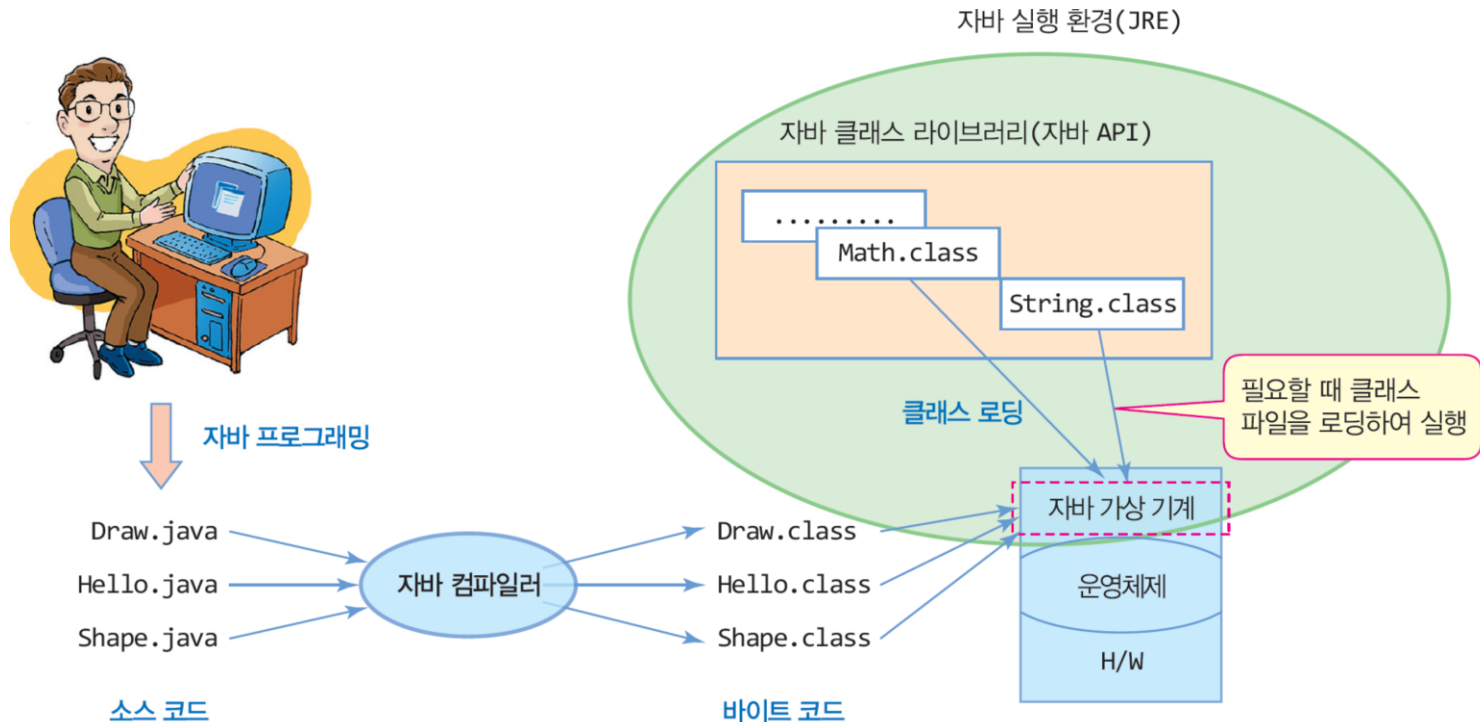 자바 실행 환경(JRE)
자바 클래스 라이브러리(자바 API)
.........
Math.class
String.class
클래스 로딩
필요할 때 클래스
파일을 로딩하여 실행
자바 프로그래밍
Draw.java
Hello.java
Shape.java
자바 컴파일러
Draw.class
Hello.class
Shape.class
자바 가상 기계
운영체제
H/W
소스 코드
바이트 코드